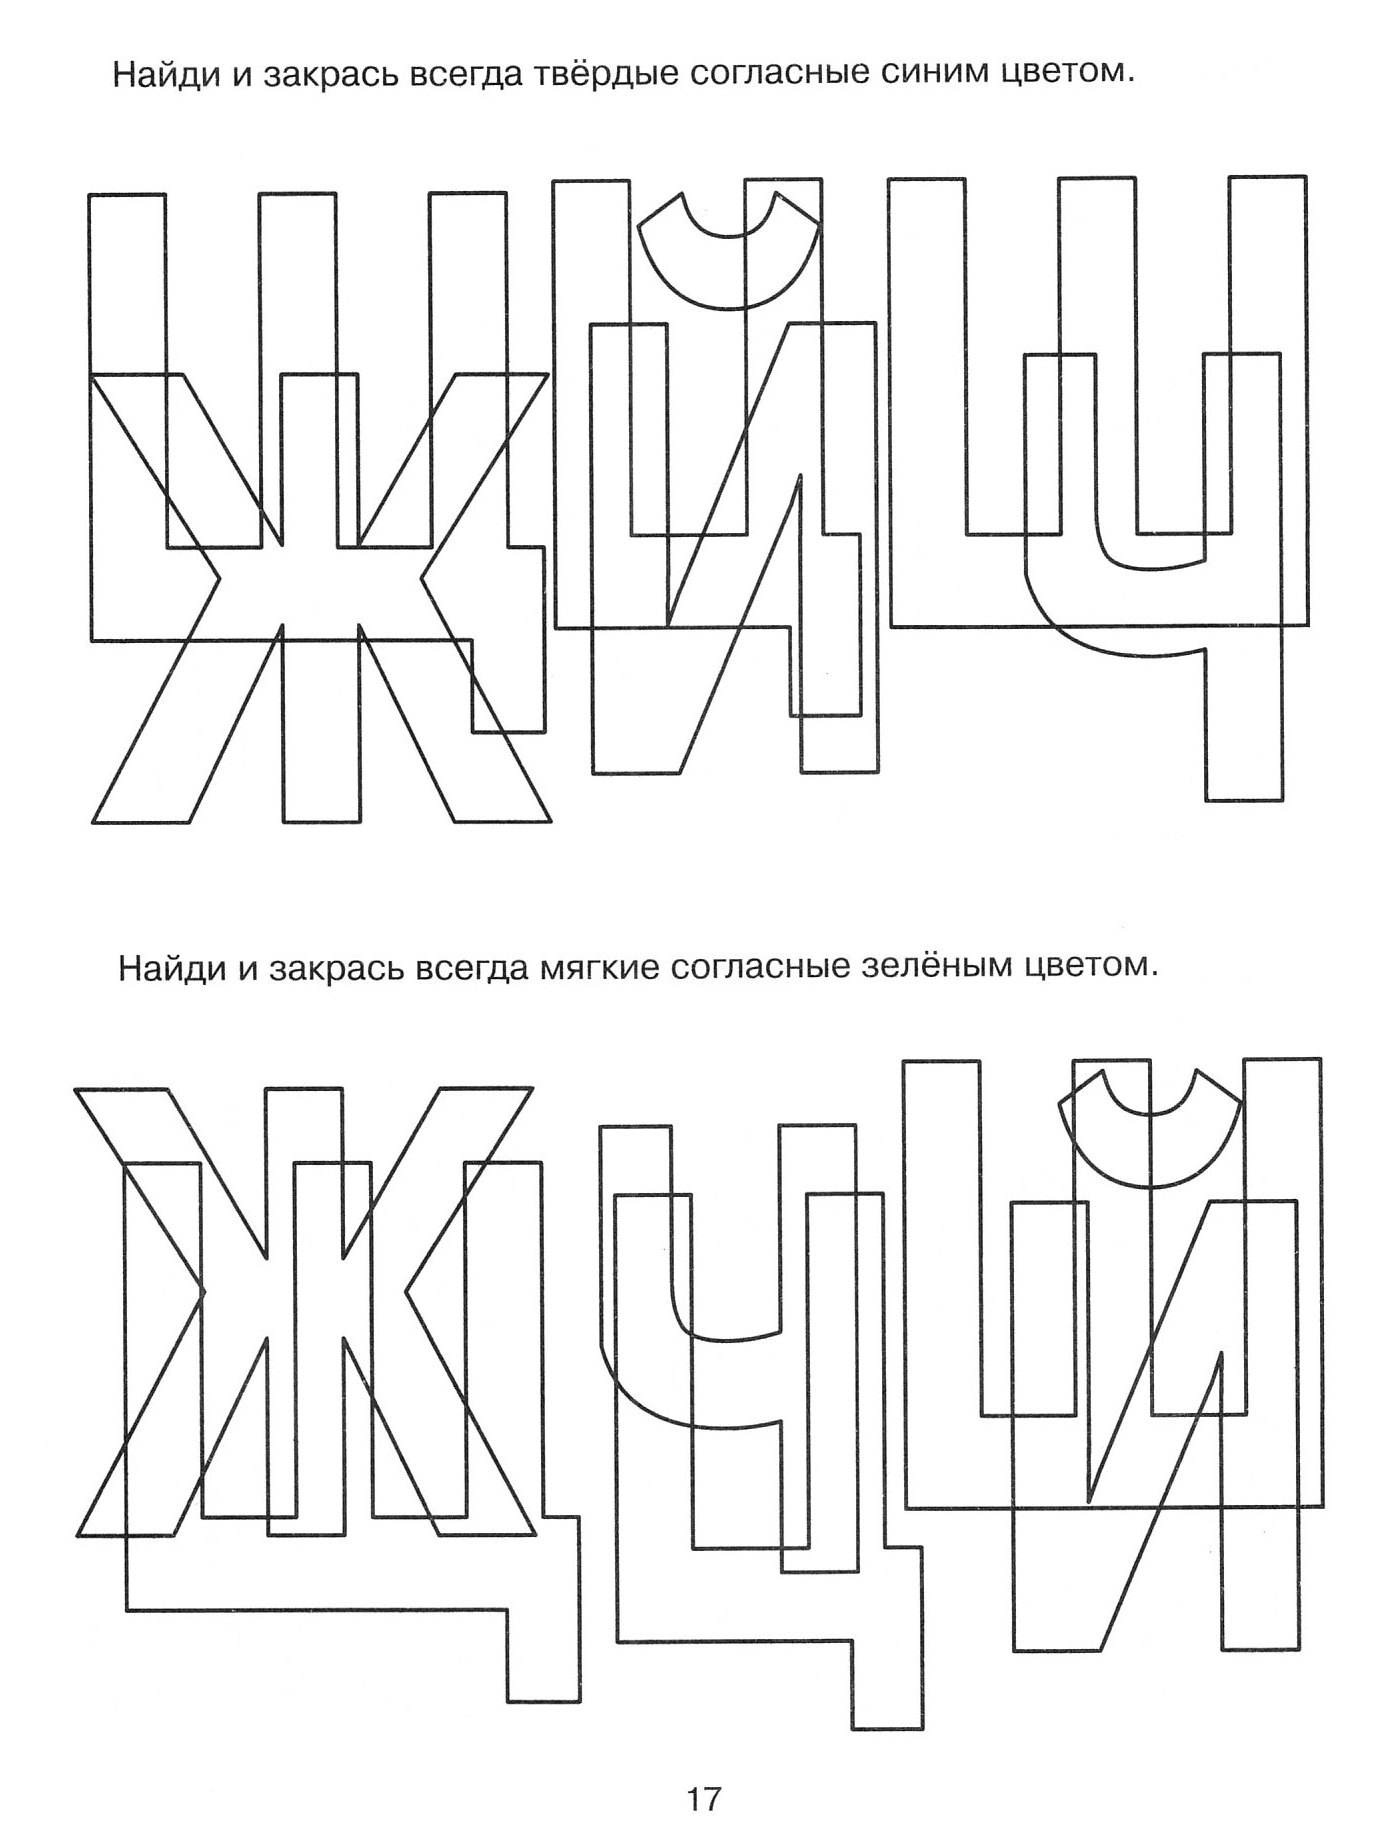 Найди и закрась всегда твёрдые согласные синим цветом.
Щ Ж Ц Й Ш Ч
Найди и закрась всегда мягкие согласные зелёным цветом.
Ж Щ Ч Ц Ш Й
17